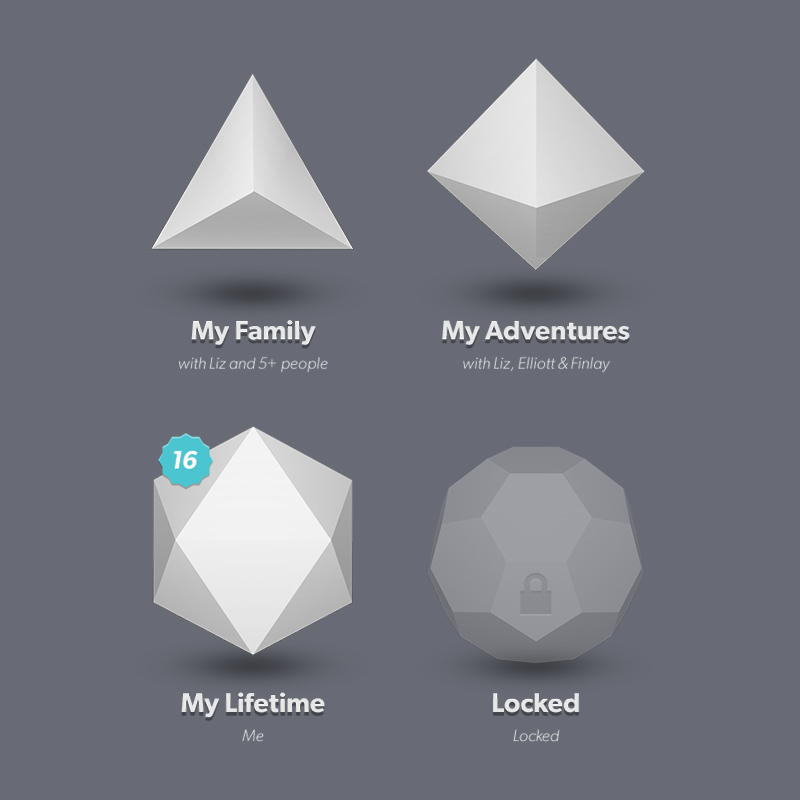 My Family
with Liz and 5+ people
My Adventures
with Liz, Elliott & Finlay
16
My Lifetime
Me
Locked
Locked